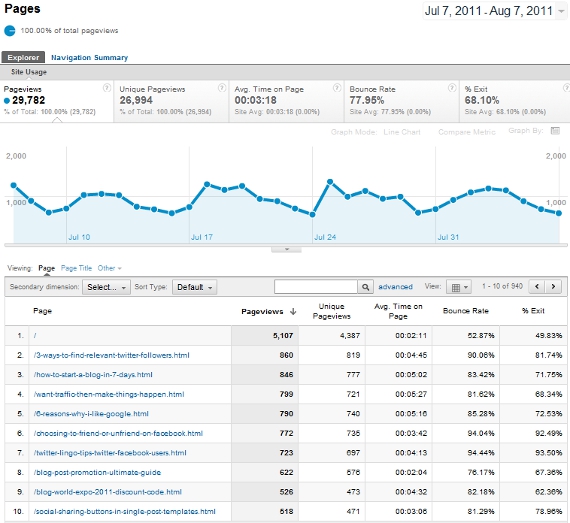 Pages
Jul 7, 2011 - Aug 7, 2011
100.00% of total pageviews
Explorer Navigation Summary
Site Usage
Pageviews Unique Pageviews Avg. Time on Page Bounce Rate % Exit
29,782 26,994 00:03:18 77.95% 68.10%
% of Total: 100.00% (29,782) % of Total: 100.00% (26,994) Site Avg: 00:03:18 (0.00%) Site Avg: 77.95% (0.00%) Site Avg: 68.10% (0.00%)
Graph Mode: Line Chart Compare Metric Graph By:
2,000 2,000
1,000 1,000
Jul 10 Jul 17 Jul 24 Jul 31
Viewing: Page Page Title Other
Secondary dimension: Select... Sort Type: Default advanced View: 1 - 10 of 940
Page Pageviews Unique Pageviews Avg. Time on Page Bounce Rate % Exit
1. / 5,107 4,387 00:02:11 52.87% 49.83%
2. /3-ways-to-find-relevant-twitter-followers.html 860 819 00:04:45 90.06% 81.74%
3. /how-to-start-a-blog-in-7-days.html 846 777 00:05:02 83.42% 71.75%
4. /want-traffic-then-make-things-happen.html 799 721 00:05:27 81.62% 68.34%
5. /6-reasons-why-i-like-google.html 790 740 00:05:16 85.28% 72.53%
6. /choosing-to-friend-or-unfriend-on-facebook.html 772 735 00:03:42 94.04% 92.49%
7. /twitter-lingo-tips-twitter-facebook-users.html 723 697 00:04:13 94.44% 93.50%
8. /blog-post-promotion-ultimate-guide 622 576 00:02:04 76.17% 67.36%
9. /blog-world-expo-2011-discount-code.html 526 473 00:04:32 82.18% 62.36%
10. /social-sharing-buttons-in-single-post-templates.html 518 471 00:03:06 81.29% 78.96%